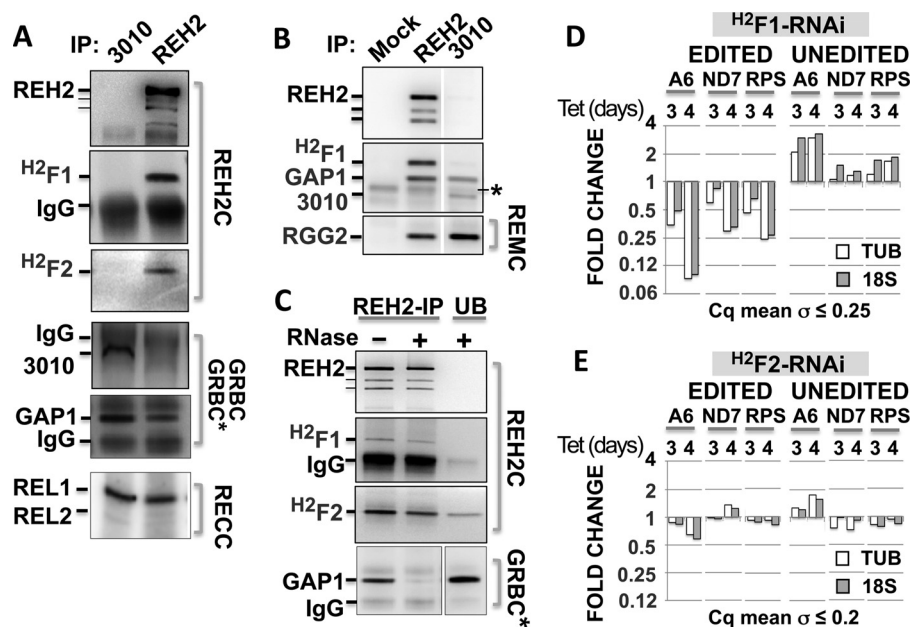 A
IP: 3010 REH2
REH2
H2F1
IgG
H2F2
REH2C
IgG
3010
GAP1
IgG
GRBC
GRBC*
REL1
REL2
RECC
B
IP: Mock REH2 3010
REH2
H2F1
GAP1
3010
*
RGG2
REMC
C
REH2-IP UB
RNase - + +
REH2
H2F1
IgG
H2F2
REH2C
GAP1
IgG
GRBC*
D
H2F1-RNAi
EDITED UNEDITED
A6 ND7 RPS A6 ND7 RPS
Tet (days) 3 4 3 4 3 4 3 4 3 4 3 4
FOLD CHANGE
4
2
1
0.5
0.25
0.12
0.06
TUB
18S
Cq mean σ ≤ 0.25
E
H2F2-RNAi
EDITED UNEDITED
A6 ND7 RPS A6 ND7 RPS
Tet (days) 3 4 3 4 3 4 3 4 3 4 3 4
FOLD CHANGE
4
2
1
0.5
0.25
0.12
TUB
18S
Cq mean σ ≤ 0.2